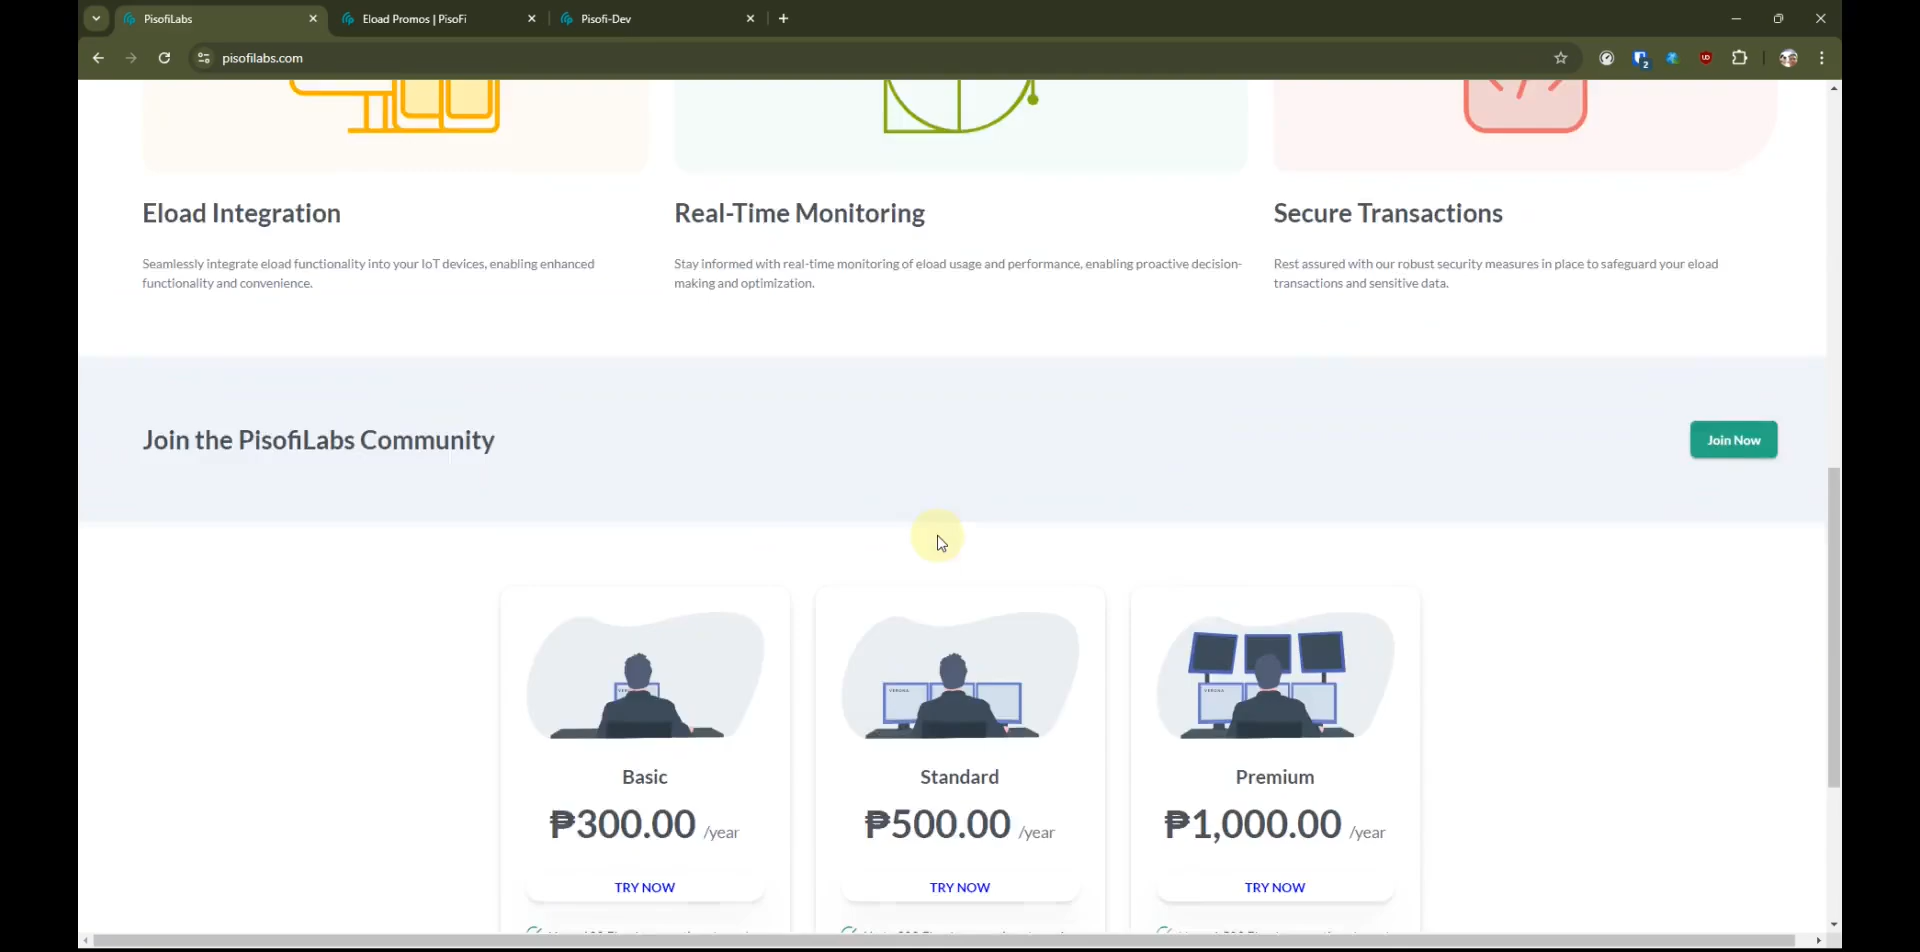 PisofiLabs
Eload Promos | PisoFi
Pisofi-Dev
pisofilabs.com
2
Eload Integration
Seamlessly integrate eload functionality into your IoT devices, enabling enhanced
functionality and convenience.
Real-Time Monitoring
Stay informed with real-time monitoring of eload usage and performance, enabling proactive decision-
making and optimization.
Secure Transactions
Rest assured with our robust security measures in place to safeguard your eload
transactions and sensitive data.
Join the PisofiLabs Community
Join Now
Basic
₱300.00 /year
TRY NOW
Standard
₱500.00 /year
TRY NOW
Premium
₱1,000.00 /year
TRY NOW